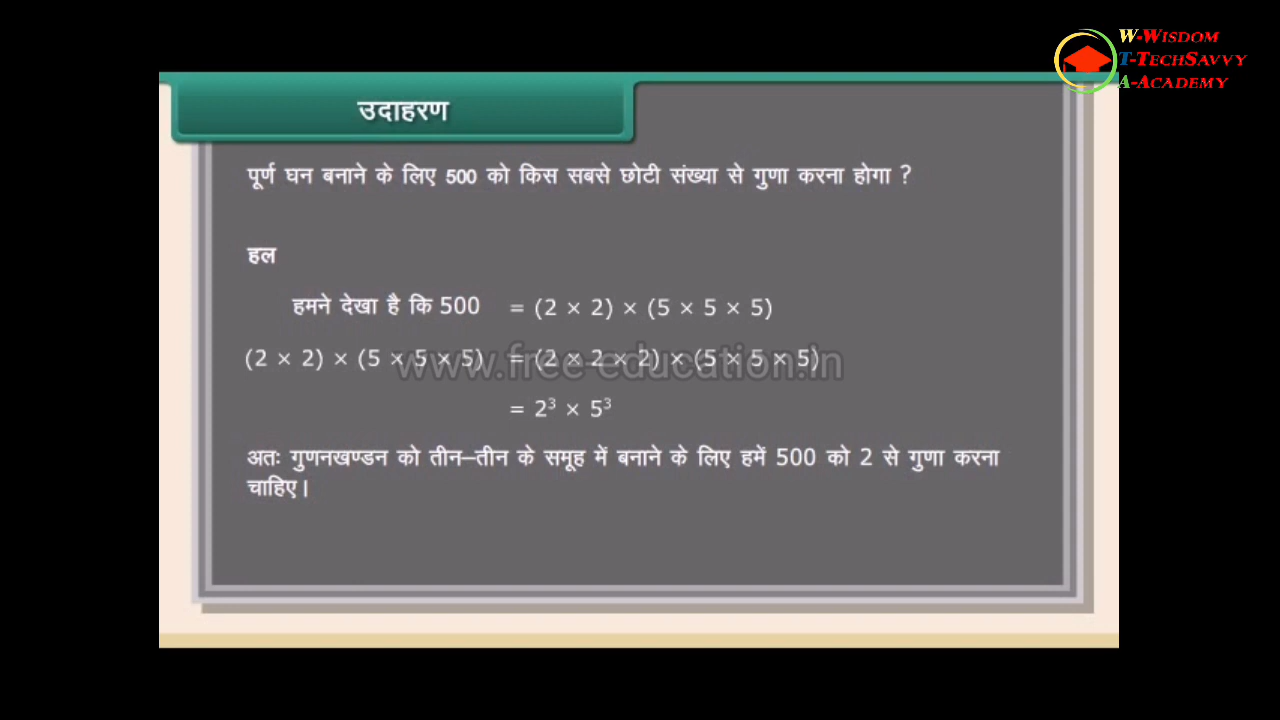 W-Wisdom
T-TechSavvy
A-Academy
उदाहरण
पूर्ण घन बनाने के लिए 500 को किस सबसे छोटी संख्या से गुणा करना होगा ?
हल
हमने देखा है कि 500 = (2 × 2) × (5 × 5 × 5)
(2 × 2) × (5 × 5 × 5) = (2 × 2 × 2) × (5 × 5 × 5)
www.free-education.in
= 2³ × 5³
अतः गुणनखण्डन को तीन–तीन के समूह में बनाने के लिए हमें 500 को 2 से गुणा करना
चाहिए।